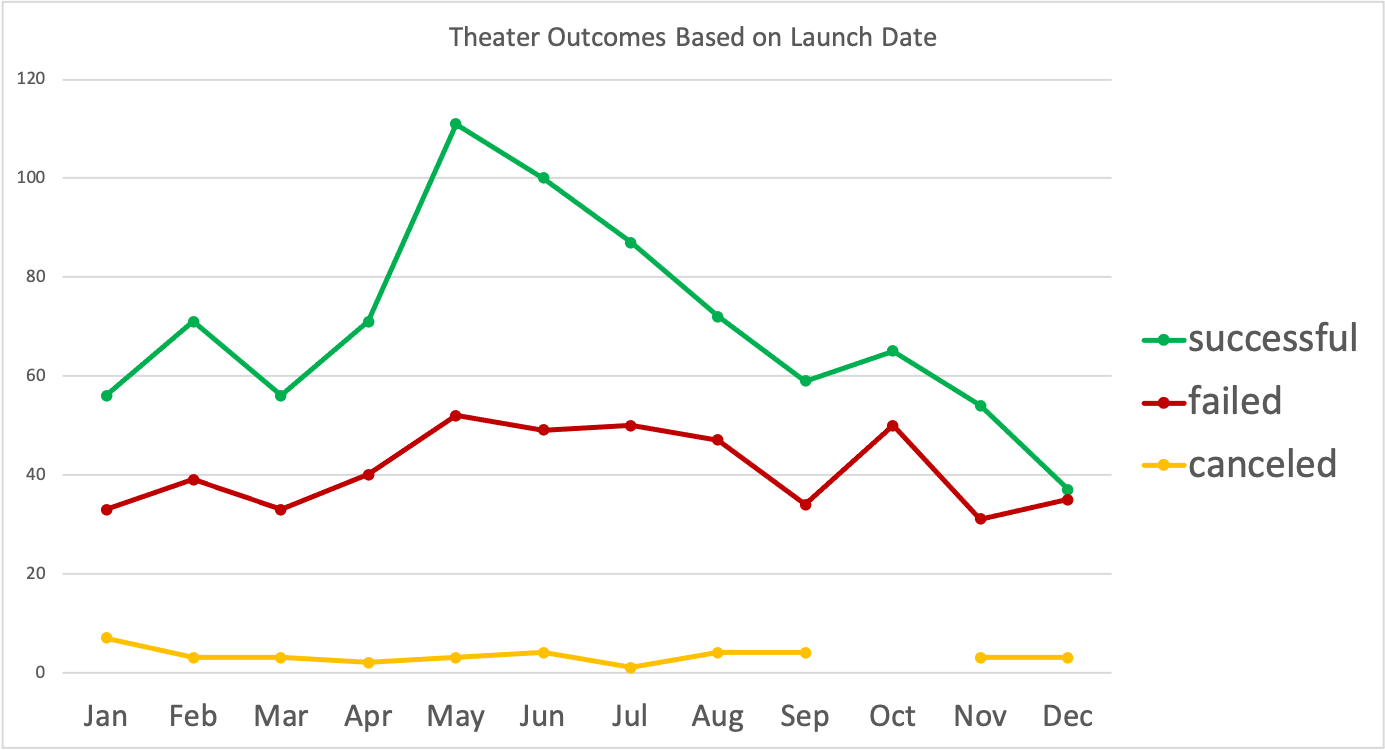 Theater Outcomes Based on Launch Date
120
100
80
60
40
20
0
Jan Feb Mar Apr May Jun Jul Aug Sep Oct Nov Dec
successful
failed
canceled